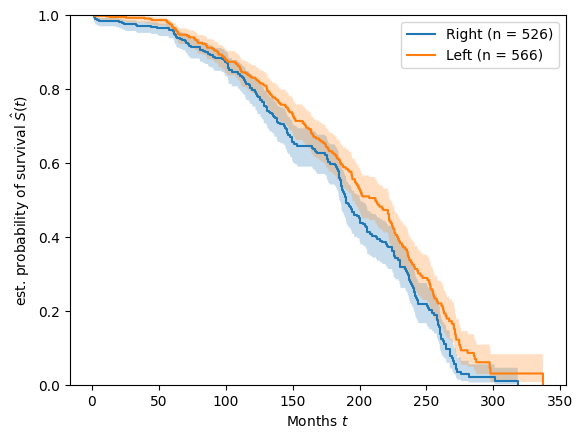 1.0
0.8
0.6
0.4
0.2
0.0
est. probability of survival Ŝ(t)
Right (n = 526)
Left (n = 566)
0 50 100 150 200 250 300 350
Months t